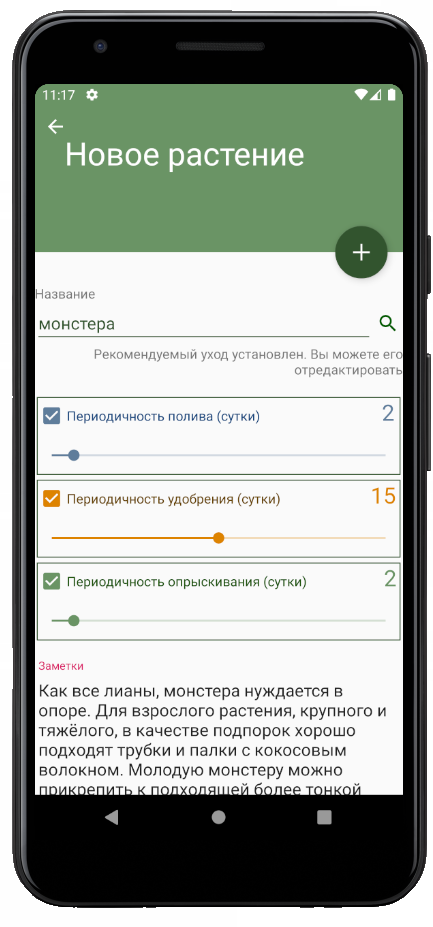 11:17
Новое растение
Название
монстера
Рекомендуемый уход установлен. Вы можете его
отредактировать
Периодичность полива (сутки) 2
Периодичность удобрения (сутки) 15
Периодичность опрыскивания (сутки) 2
Заметки
Как все лианы, монстера нуждается в
опоре. Для взрослого растения, крупного и
тяжёлого, в качестве подпорок хорошо
подходят трубки и палки с кокосовым
волокном. Молодую монстеру можно
прикрепить к подходящей более тонкой